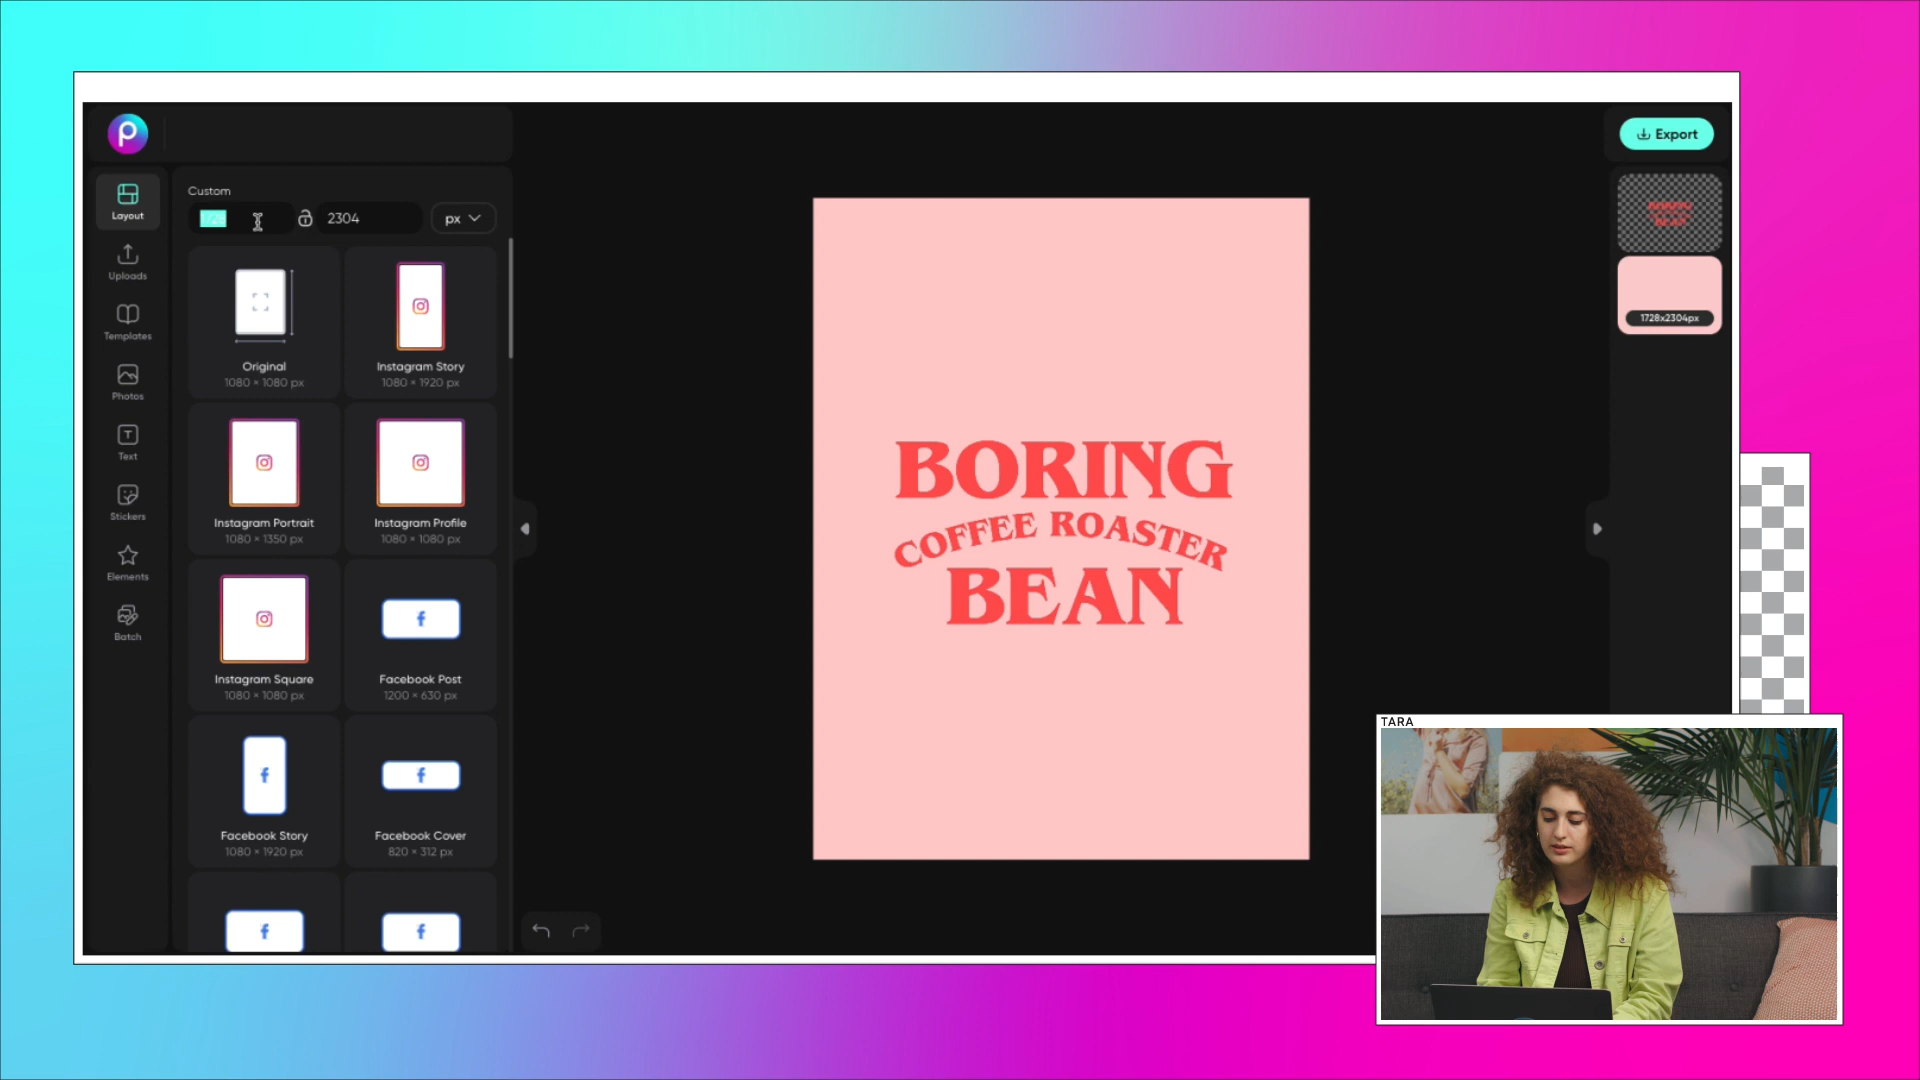 P
Export
Layout
Uploads
Templates
Photos
Text
Stickers
Elements
Batch
Custom
1728
2304
px
Original
1080 × 1080 px
Instagram Story
1080 × 1920 px
Instagram Portrait
1080 × 1350 px
Instagram Profile
1080 × 1080 px
Instagram Square
1080 × 1080 px
Facebook Post
1200 × 630 px
Facebook Story
1080 × 1920 px
Facebook Cover
820 × 312 px
BORING
COFFEE ROASTER
BEAN
BORING
BEAN
1728x2304px
TARA